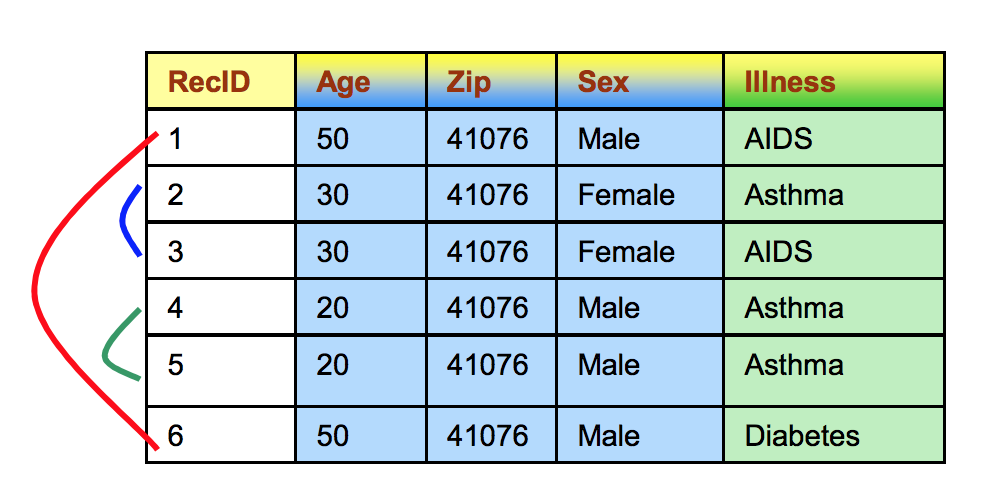 RecID Age Zip Sex Illness
1 50 41076 Male AIDS
2 30 41076 Female Asthma
3 30 41076 Female AIDS
4 20 41076 Male Asthma
5 20 41076 Male Asthma
6 50 41076 Male Diabetes